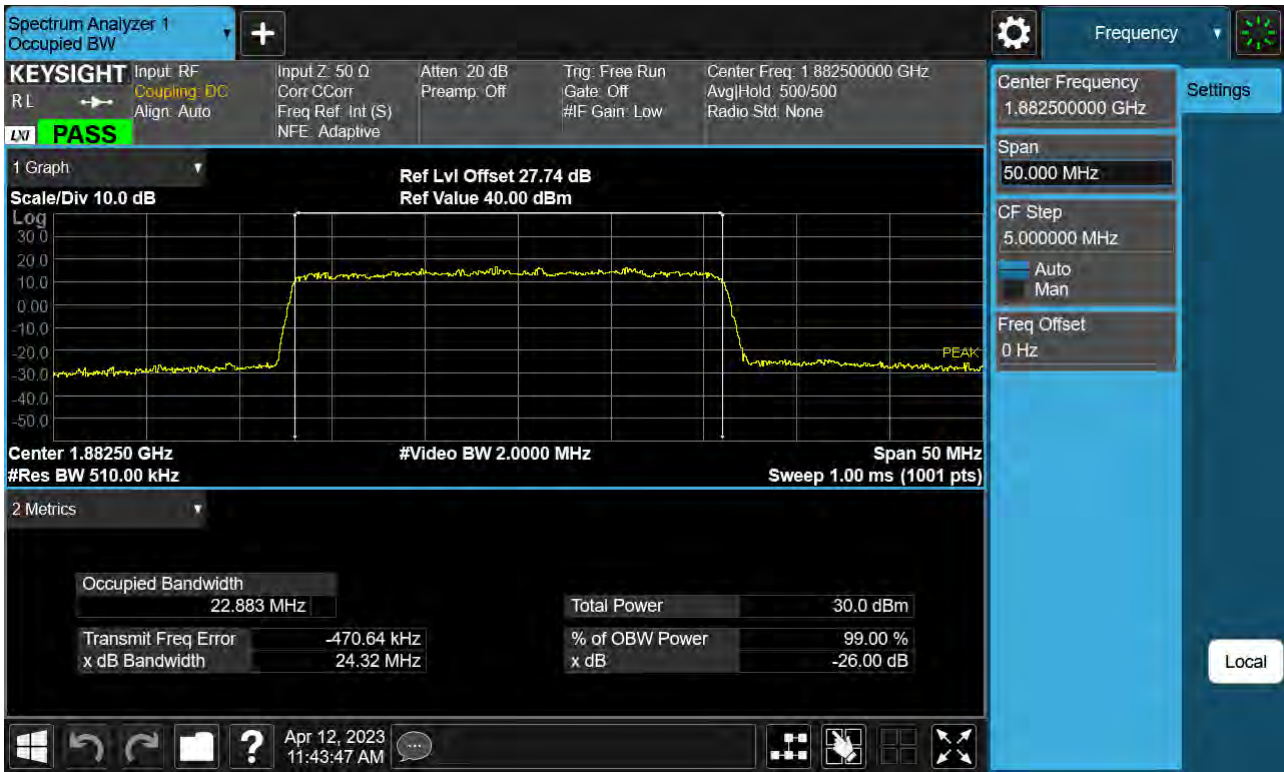 Spectrum Analyzer 1
Occupied BW
Frequency
KEYSIGHT
R L
LXI
PASS
Input: RF
Coupling: DC
Align: Auto
Input Z: 50 Ω
Corr CCorr
Freq Ref: Int (S)
NFE: Adaptive
Atten: 20 dB
Preamp: Off
Trig: Free Run
Gate: Off
#IF Gain: Low
Center Freq: 1.882500000 GHz
Avg|Hold: 500/500
Radio Std: None
Center Frequency
1.882500000 GHz
Settings
Span
50.000 MHz
CF Step
5.000000 MHz
Auto
Man
Freq Offset
0 Hz
Local
1 Graph
Scale/Div 10.0 dB
Ref Lvl Offset 27.74 dB
Ref Value 40.00 dBm
Log
30.0
20.0
10.0
0.00
-10.0
-20.0
-30.0
-40.0
-50.0
PEAK
Center 1.88250 GHz
#Res BW 510.00 kHz
#Video BW 2.0000 MHz
Span 50 MHz
Sweep 1.00 ms (1001 pts)
2 Metrics
Occupied Bandwidth
22.883 MHz
Transmit Freq Error -470.64 kHz
x dB Bandwidth 24.32 MHz
Total Power 30.0 dBm
% of OBW Power 99.00 %
x dB -26.00 dB
Apr 12, 2023
11:43:47 AM